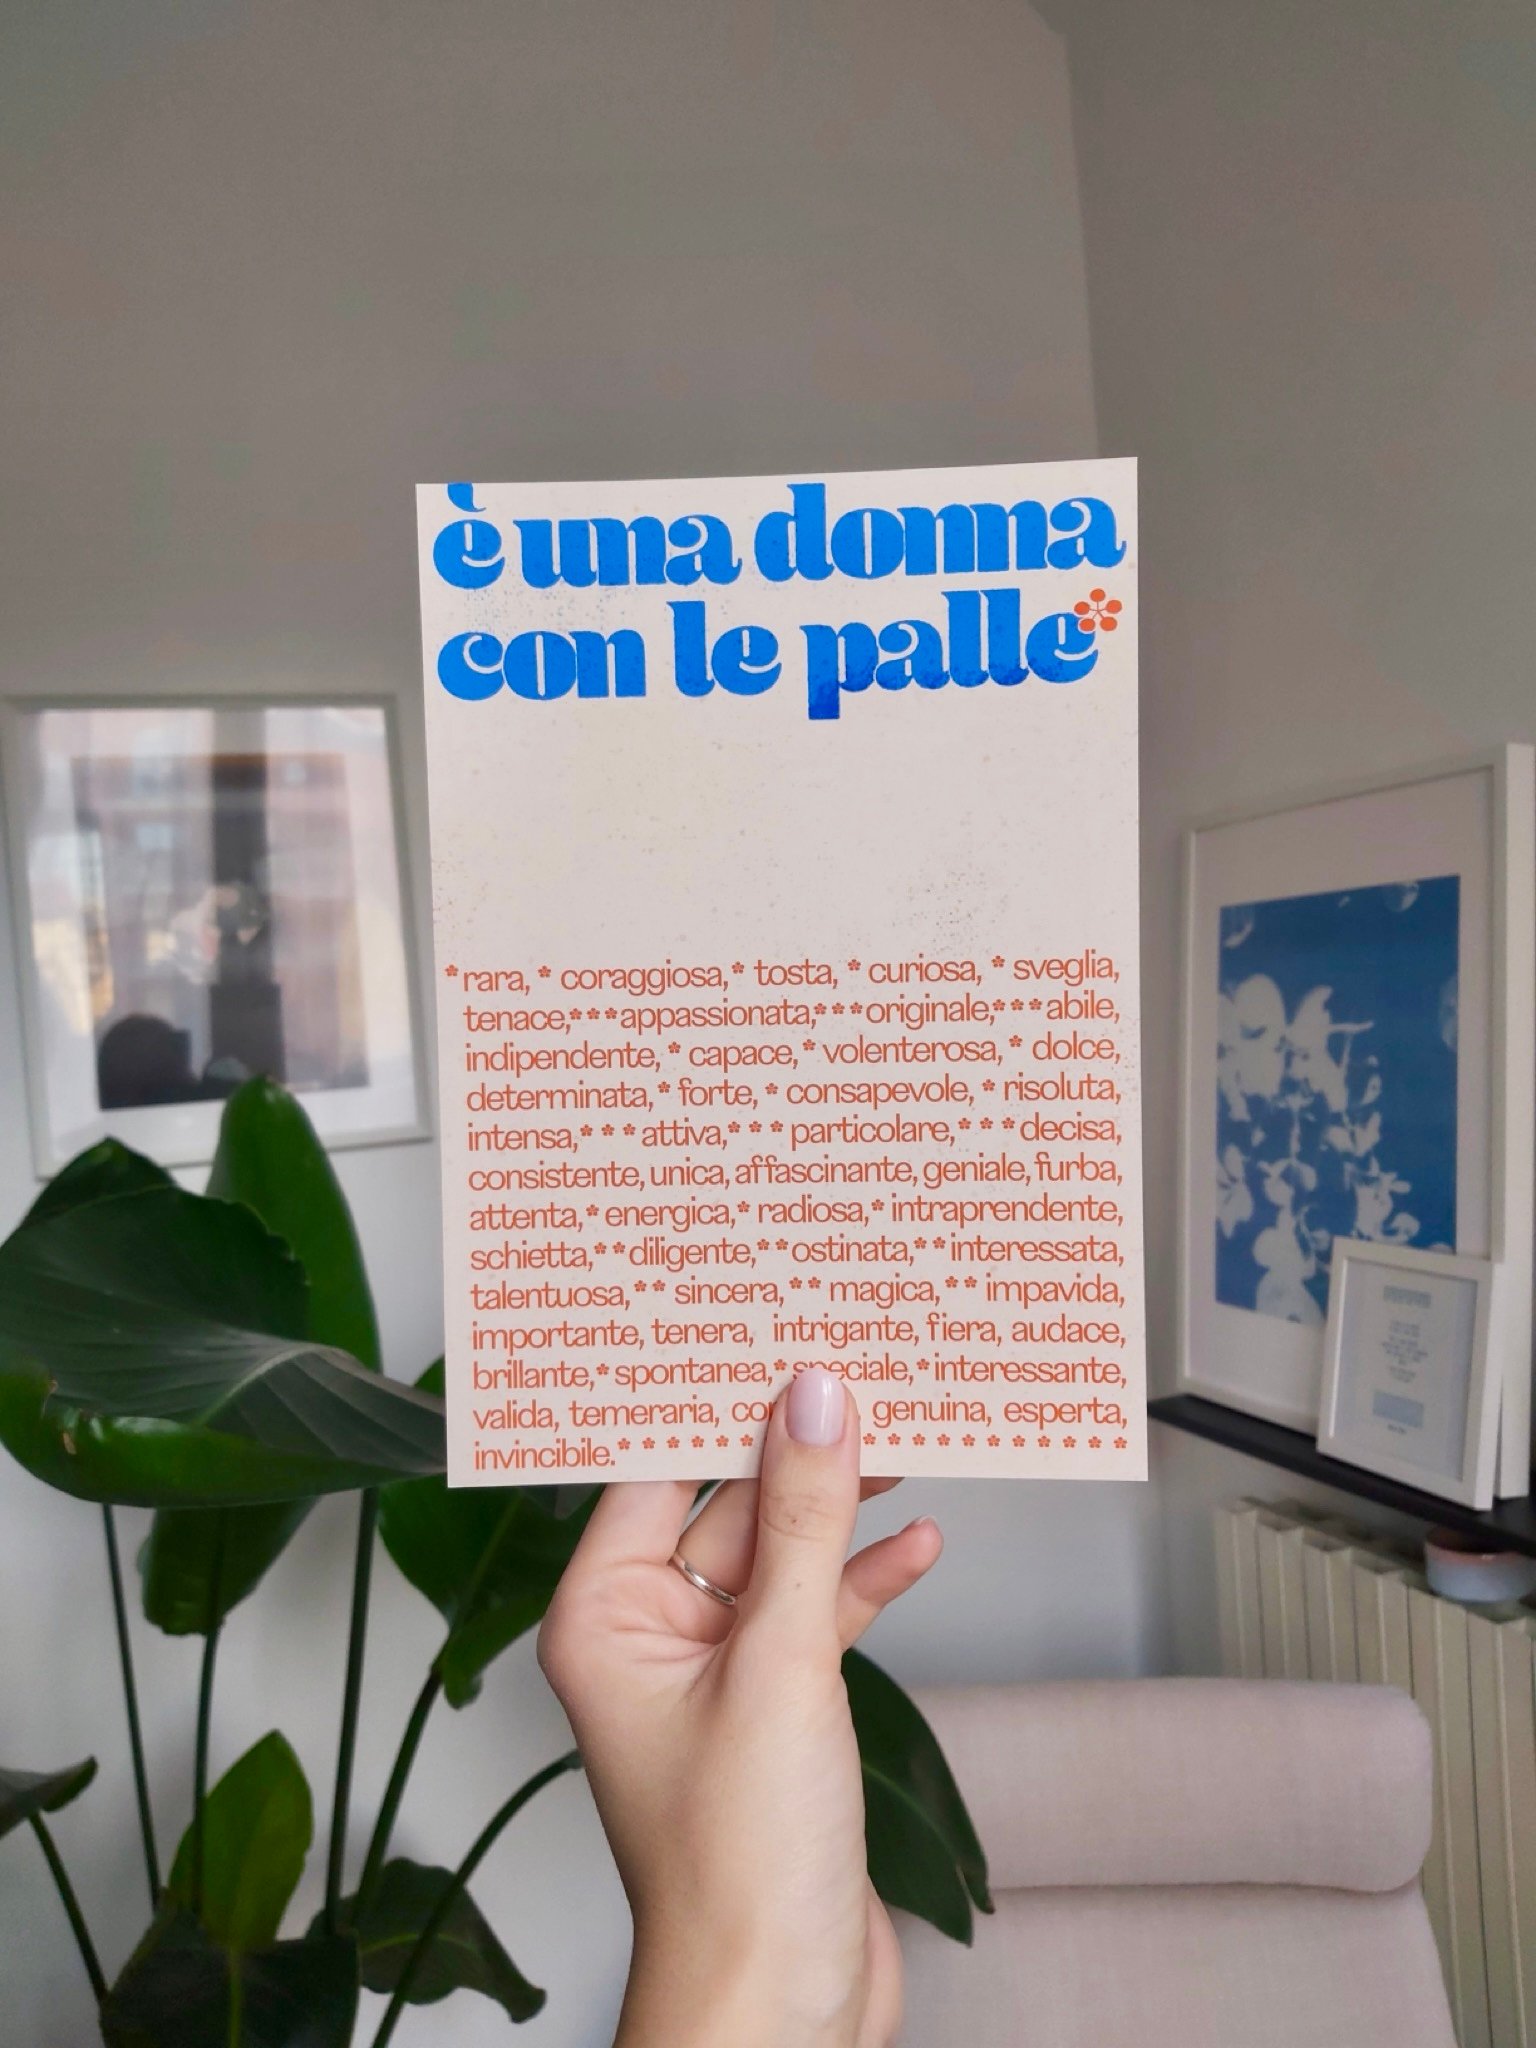 è una donna
con le palle*
*rara, * coraggiosa,* tosta, * curiosa, * sveglia,
tenace,***appassionata,***originale,***abile,
indipendente, * capace,* volenterosa, * dolce,
determinata,* forte, * consapevole, * risoluta,
intensa,***attiva,*** particolare,***decisa,
consistente, unica, affascinante, geniale, furba,
attenta,* energica,* radiosa,* intraprendente,
schietta,**diligente,**ostinata,**interessata,
talentuosa,** sincera,** magica,** impavida,
importante, tenera, intrigante, fiera, audace,
brillante,* spontanea,* speciale,* interessante,
valida, temeraria, genuina, esperta,
invincibile.* * * * * * * * * * * * * * * * * *